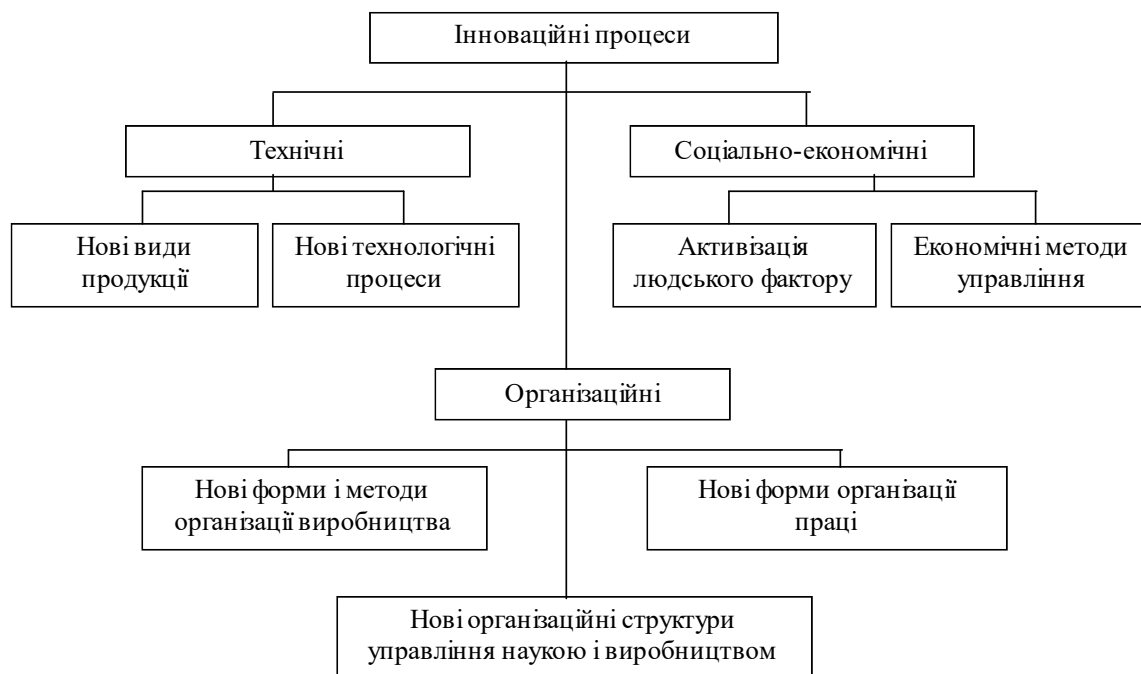 Інноваційні процеси
Технічні
Соціально-економічні
Нові види
продукції
Нові технологічні
процеси
Активізація
людського фактору
Економічні методи
управління
Організаційні
Нові форми і методи
організації виробництва
Нові форми організації
праці
Нові організаційні структури
управління наукою і виробництвом